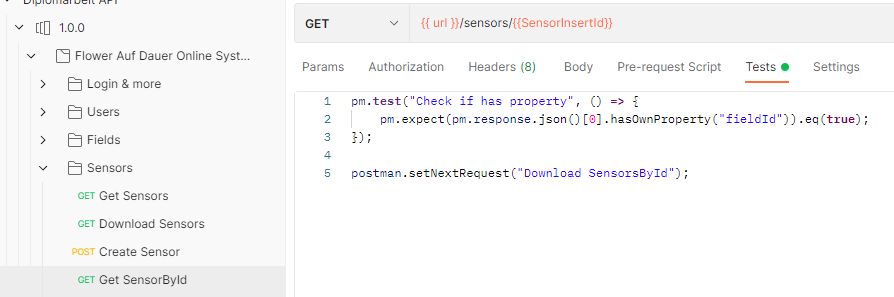 Diplomarbeit API
1.0.0
Flower Auf Dauer Online Syst...
Login & more
Users
Fields
Sensors
GET Get Sensors
GET Download Sensors
POST Create Sensor
GET Get SensorById
GET
{{ url }}/sensors/{{SensorInsertId}}
Params Authorization Headers (8) Body Pre-request Script Tests Settings
1 pm.test("Check if has property", () => {
2 pm.expect(pm.response.json()[0].hasOwnProperty("fieldId")).eq(true);
3 });
4
5 postman.setNextRequest("Download SensorsById");